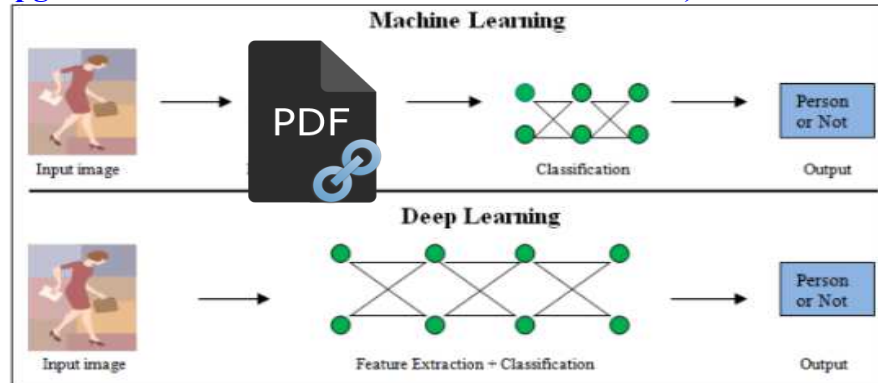 Machine Learning
PDF
Person
or Not
Input image
Classification
Output
Deep Learning
Person
or Not
Input image
Feature Extraction + Classification
Output